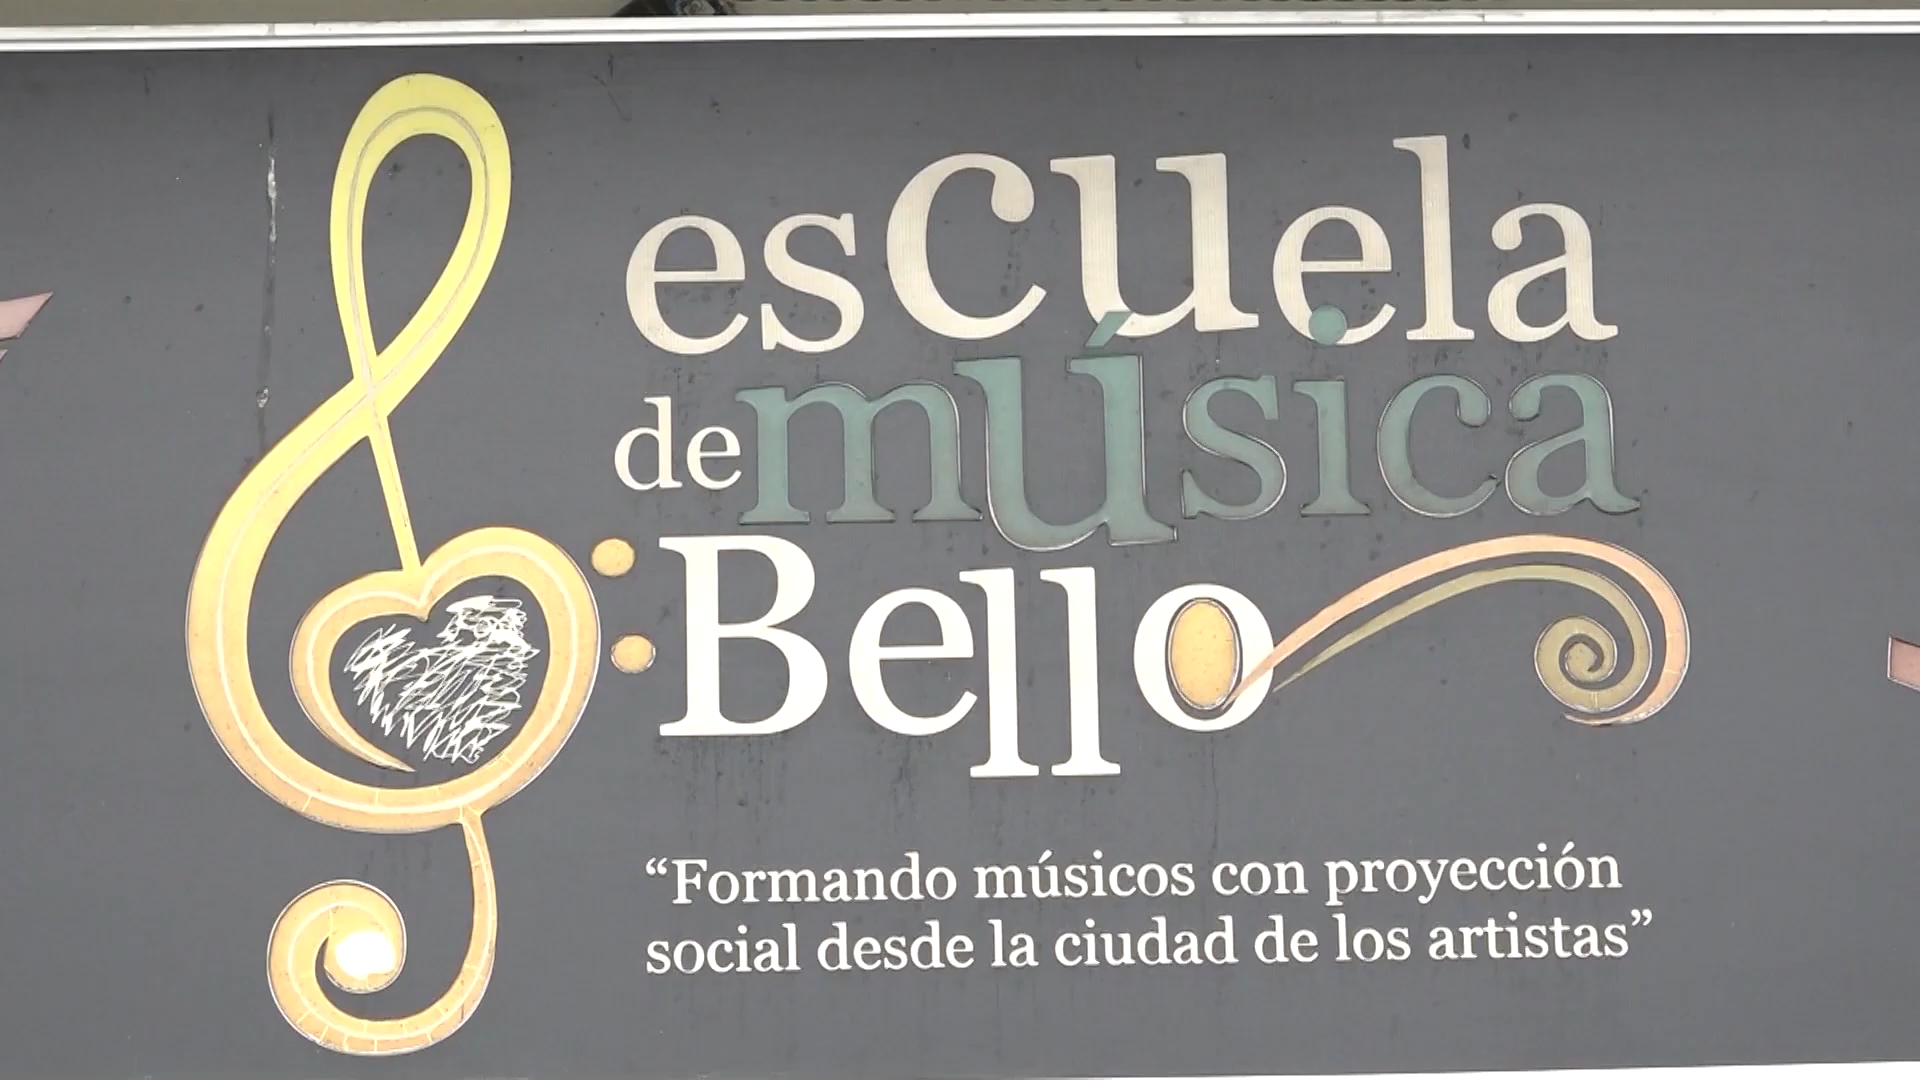 escuela
de música
Bello
“Formando músicos con proyección
social desde la ciudad de los artistas”